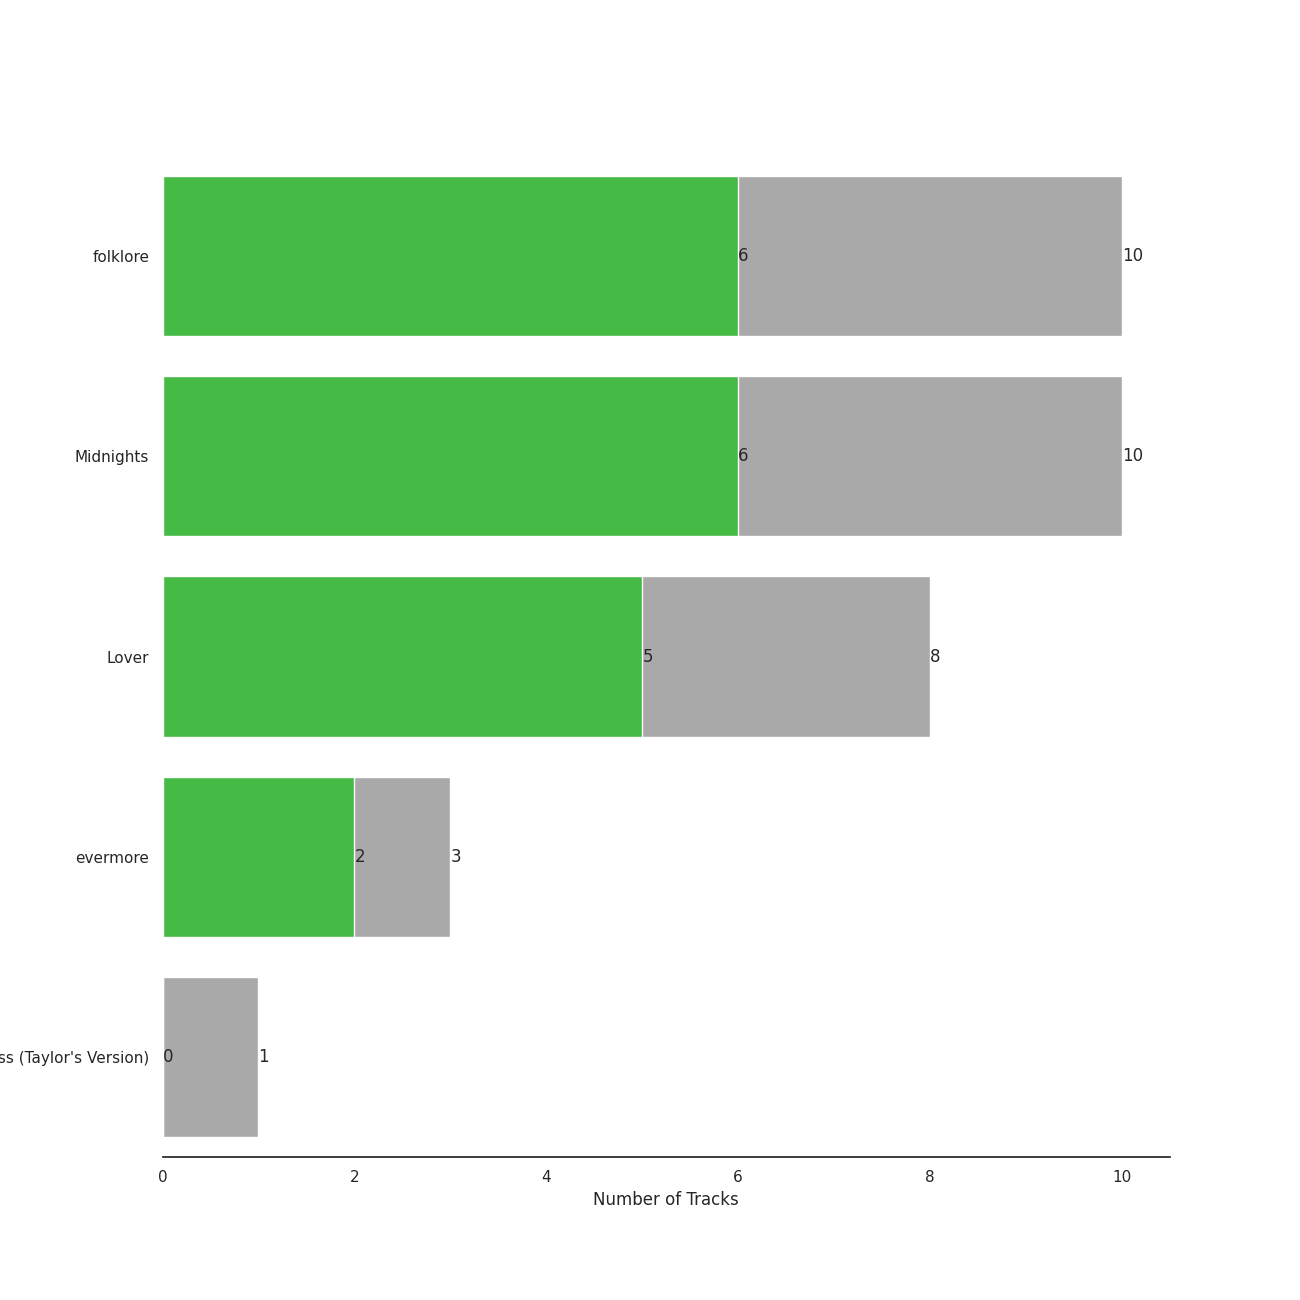 folklore 6 10
Midnights 6 10
Lover 5 8
evermore 2 3
(Taylor's Version) 0 1
0 2 4 6 8 10
Number of Tracks